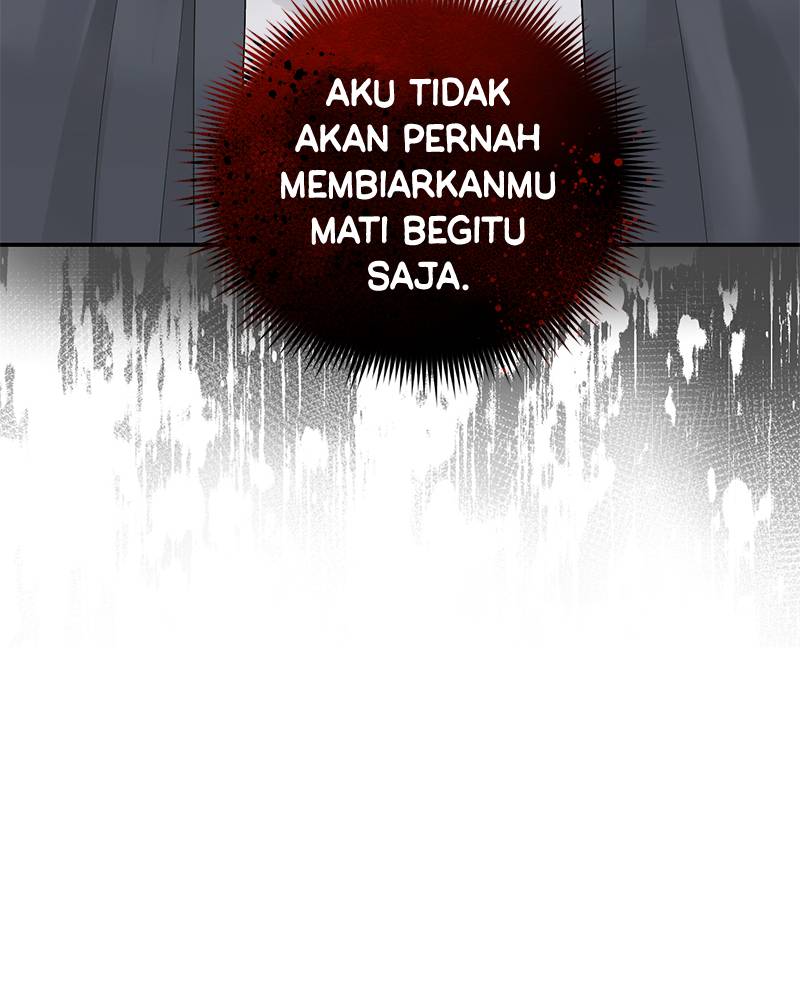 AKU TIDAK
AKAN PERNAH
MEMBIARKANMU
MATI BEGITU
SAJA.